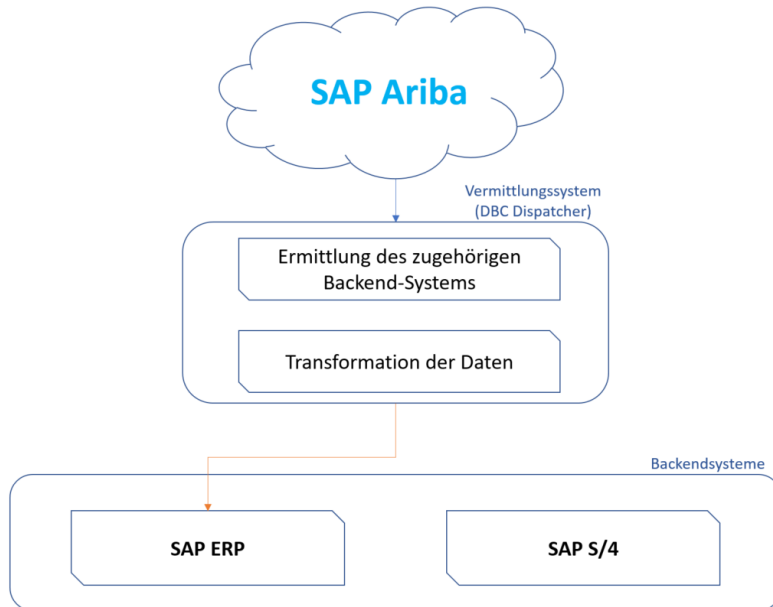 SAP Ariba
Vermittlungssystem
(DBC Dispatcher)
Ermittlung des zugehörigen
Backend-Systems
Transformation der Daten
Backendsysteme
SAP ERP
SAP S/4